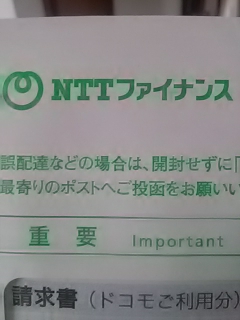 NTTファイナンス
誤配達などの場合は、開封せずに「
最寄りのポストへご投函をお願いい
重要 Important
請求書（ドコモご利用分）